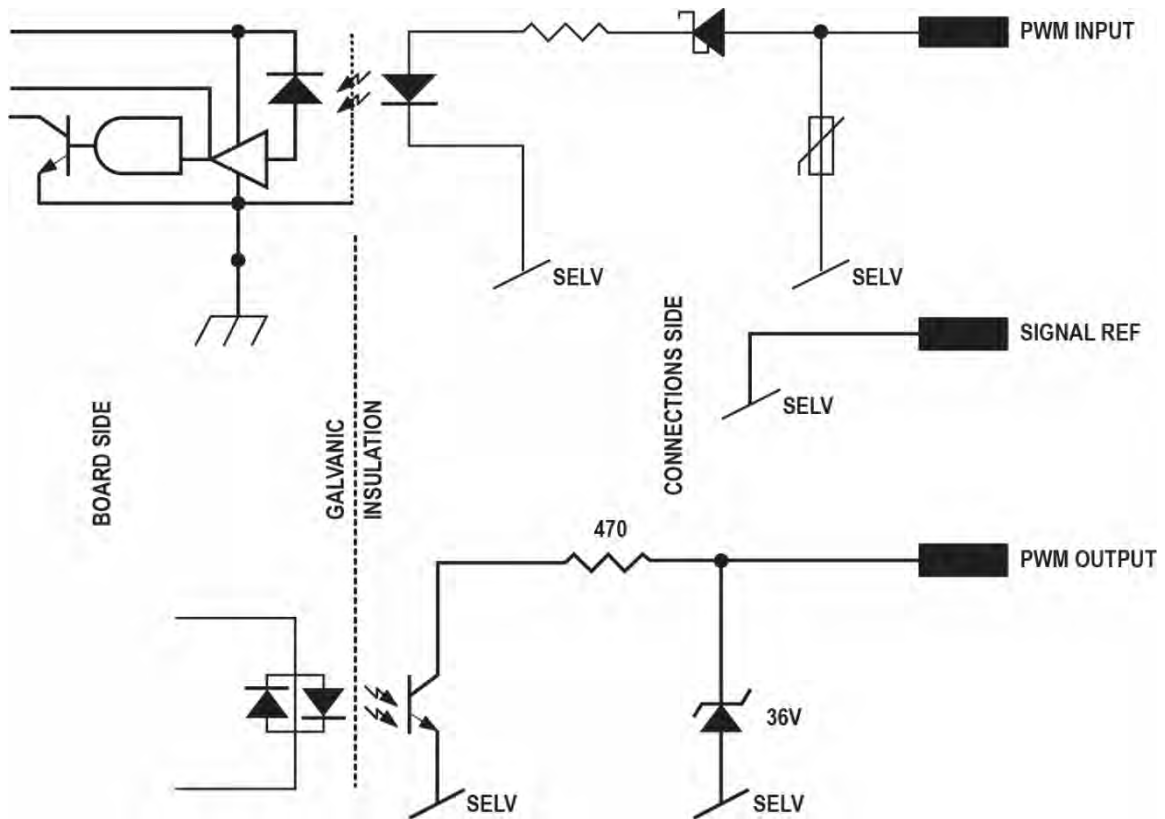 PWM INPUT
SELV
SELV
SIGNAL REF
SELV
BOARD SIDE
GALVANIC
INSULATION
CONNECTIONS SIDE
470
PWM OUTPUT
36V
SELV
SELV